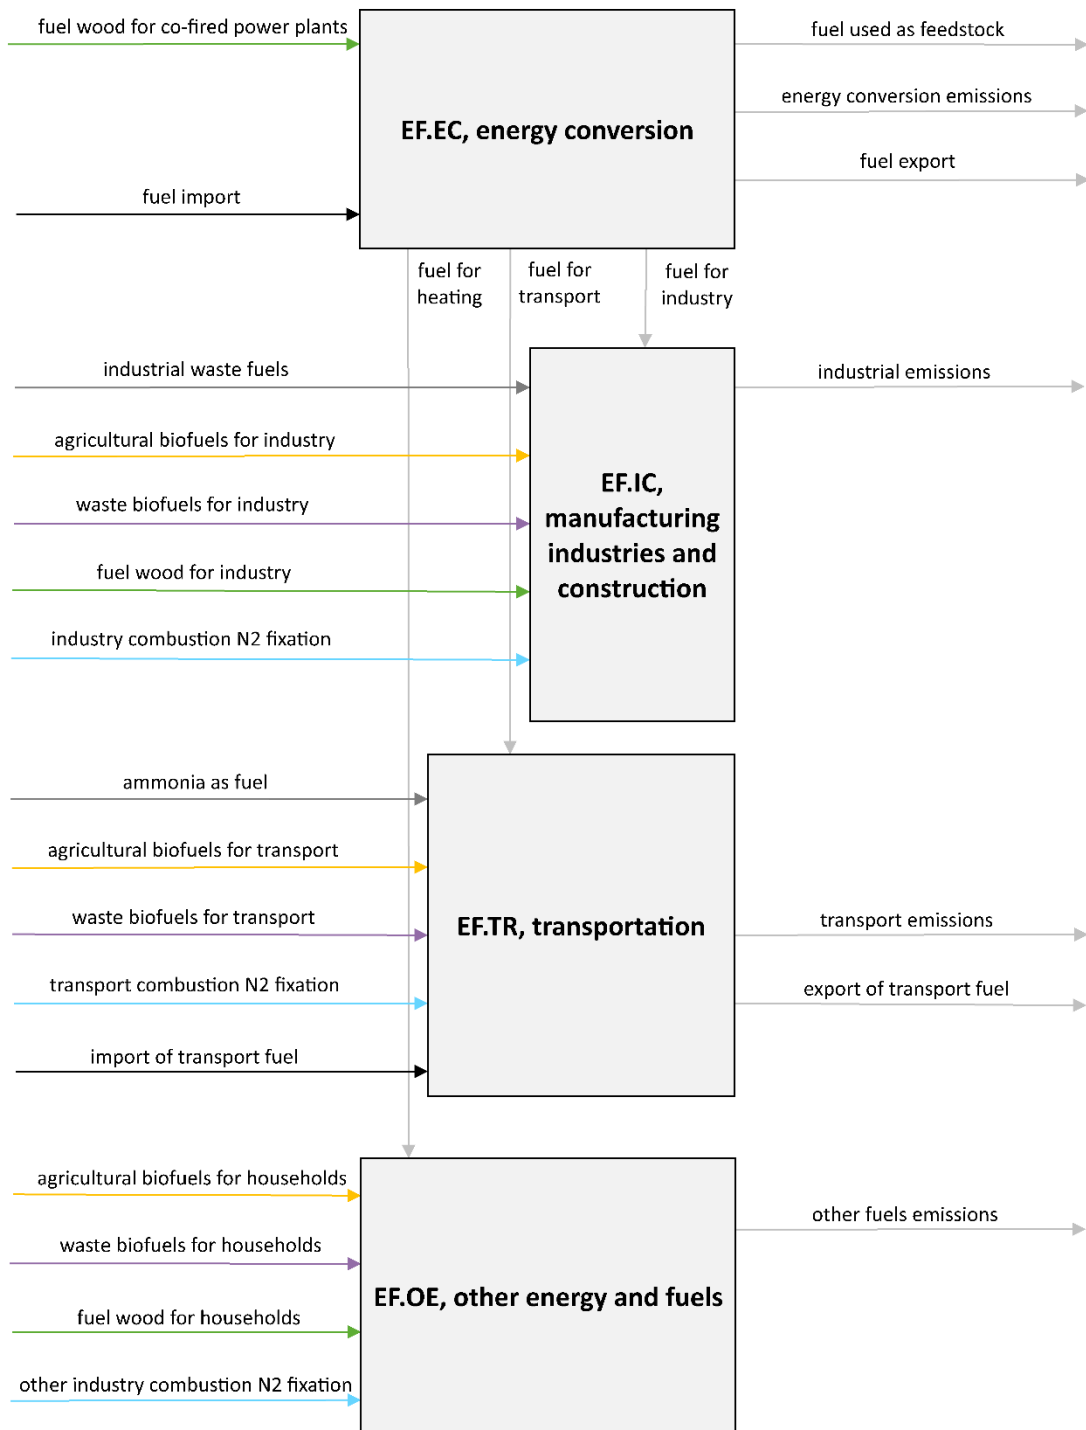 fuel wood for co-fired power plants
fuel used as feedstock
energy conversion emissions
EF.EC, energy conversion
fuel export
fuel import
fuel for
heating
fuel for
transport
fuel for
industry
industrial waste fuels
industrial emissions
agricultural biofuels for industry
EF.IC,
manufacturing
industries and
construction
waste biofuels for industry
fuel wood for industry
industry combustion N2 fixation
ammonia as fuel
agricultural biofuels for transport
waste biofuels for transport
EF.TR, transportation
transport emissions
transport combustion N2 fixation
export of transport fuel
import of transport fuel
agricultural biofuels for households
other fuels emissions
waste biofuels for households
EF.OE, other energy and fuels
fuel wood for households
other industry combustion N2 fixation